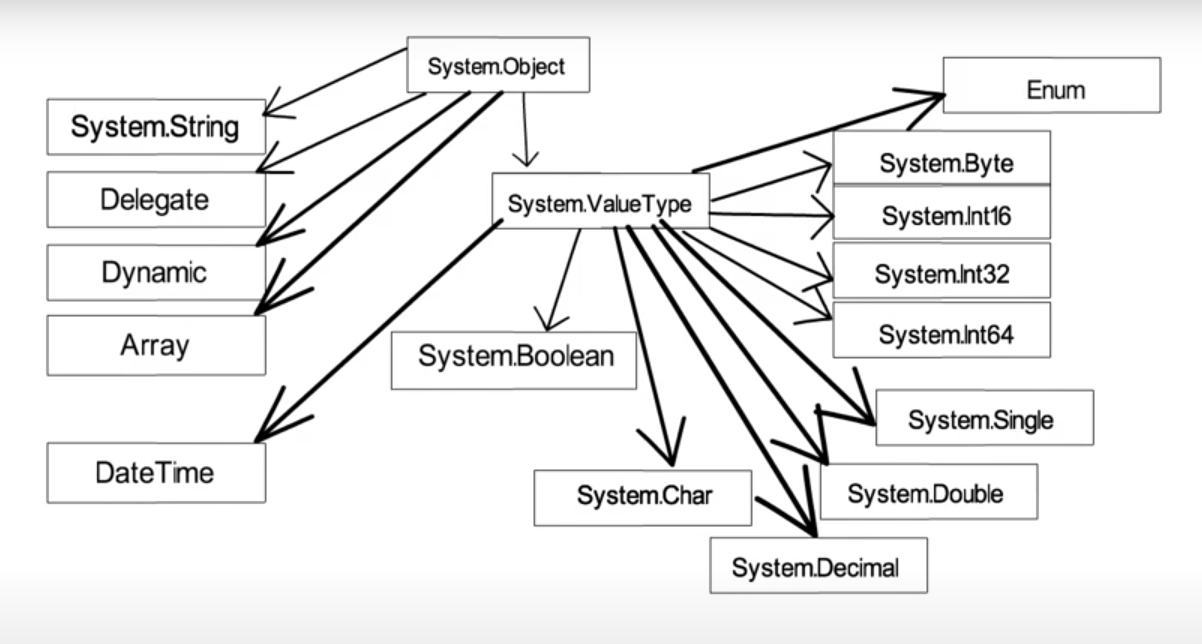 System.Object
Enum
System.String
System.Byte
Delegate
System.ValueType
System.Int16
Dynamic
System.Int32
Array
System.Boolean
System.Int64
System.Single
DateTime
System.Char
System.Double
System.Decimal